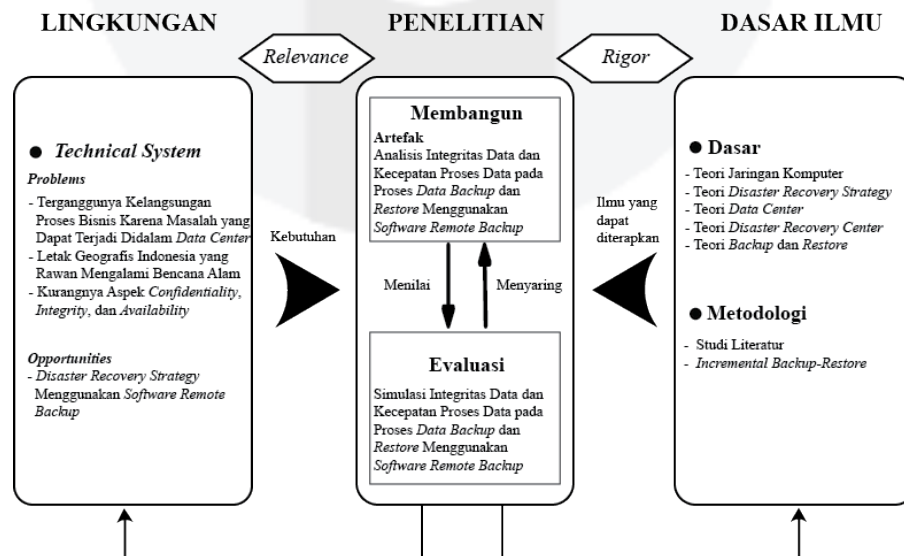 LINGKUNGAN
PENELITIAN
DASAR ILMU
Relevance
Rigor
● Technical System
Problems
- Terganggunya Kelangsungan
Proses Bisnis Karena Masalah yang
Dapat Terjadi Didalam Data Center
- Letak Geografis Indonesia yang
Rawan Mengalami Bencana Alam
- Kurangnya Aspek Confidentiality,
Integrity, dan Availability
Opportunities
- Disaster Recovery Strategy
Menggunakan Software Remote
Backup
Kebutuhan
Membangun
Artefak
Analisis Integritas Data dan
Kecepatan Proses Data pada
Proses Data Backup dan
Restore Menggunakan
Software Remote Backup
Menilai
Menyaring
Evaluasi
Simulasi Integritas Data dan
Kecepatan Proses Data pada
Proses Data Backup dan
Restore Menggunakan
Software Remote Backup
Ilmu yang
dapat
diterapkan
● Dasar
- Teori Jaringan Komputer
- Teori Disaster Recovery Strategy
- Teori Data Center
- Teori Disaster Recovery Center
- Teori Backup dan Restore
● Metodologi
- Studi Literatur
- Incremental Backup-Restore